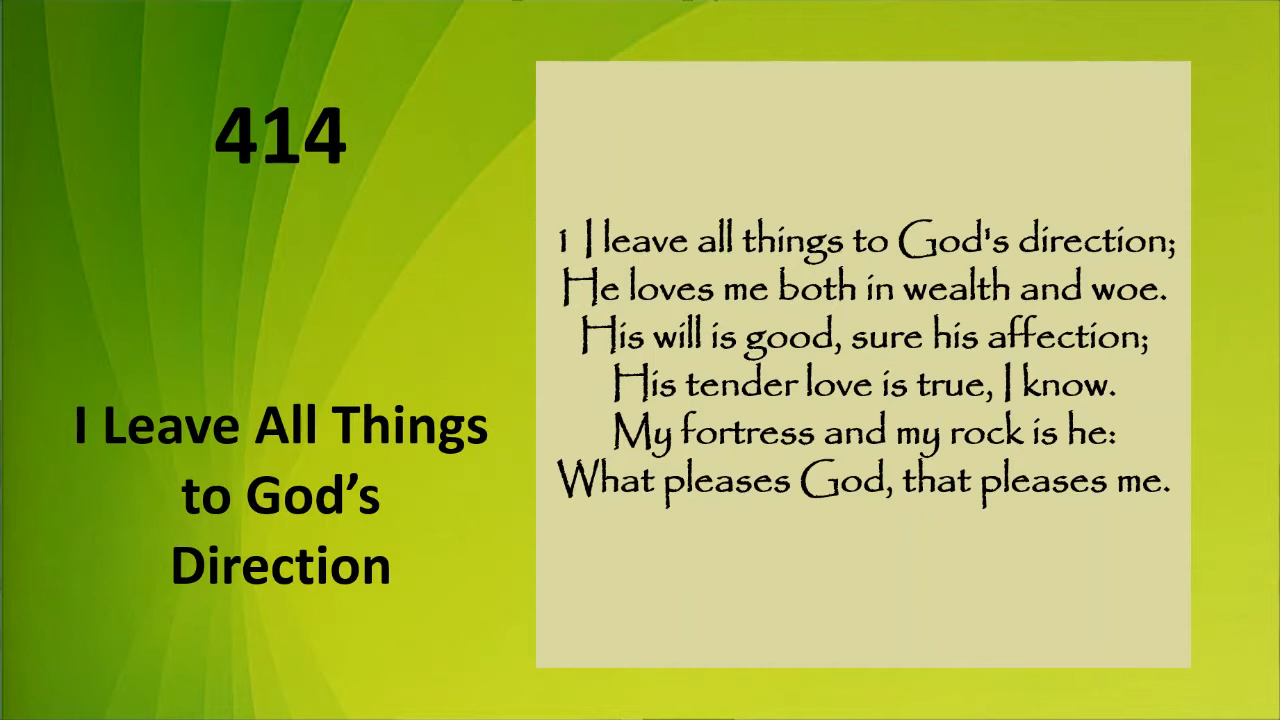 414
I Leave All Things
to God’s
Direction
1 I leave all things to God's direction;
He loves me both in wealth and woe.
His will is good, sure his affection;
His tender love is true, I know.
My fortress and my rock is he:
What pleases God, that pleases me.